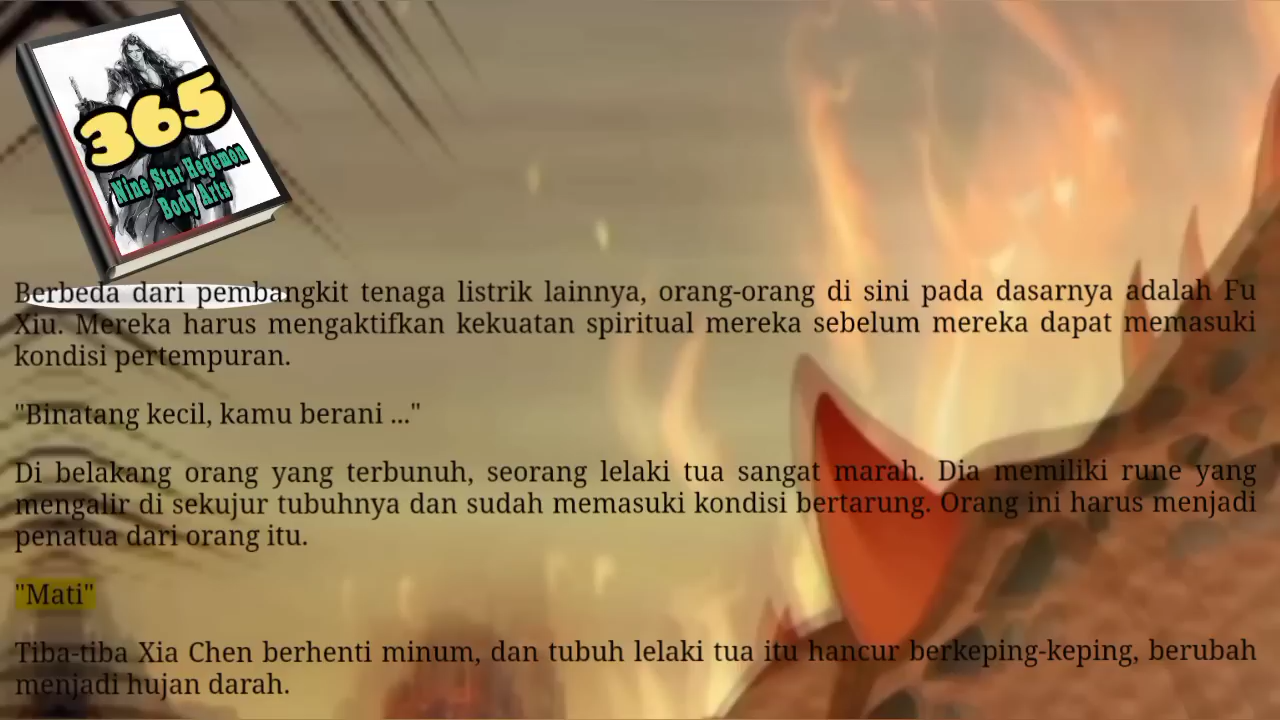 365
Nine Star Hegemon
Body Arts
Berbeda dari pembangkit tenaga listrik lainnya, orang-orang di sini pada dasarnya adalah Fu
Xiu. Mereka harus mengaktifkan kekuatan spiritual mereka sebelum mereka dapat memasuki
kondisi pertempuran.
"Binatang kecil, kamu berani ..."
Di belakang orang yang terbunuh, seorang lelaki tua sangat marah. Dia memiliki rune yang
mengalir di sekujur tubuhnya dan sudah memasuki kondisi bertarung. Orang ini harus menjadi
penatua dari orang itu.
"Mati"
Tiba-tiba Xia Chen berhenti minum, dan tubuh lelaki tua itu hancur berkeping-keping, berubah
menjadi hujan darah.